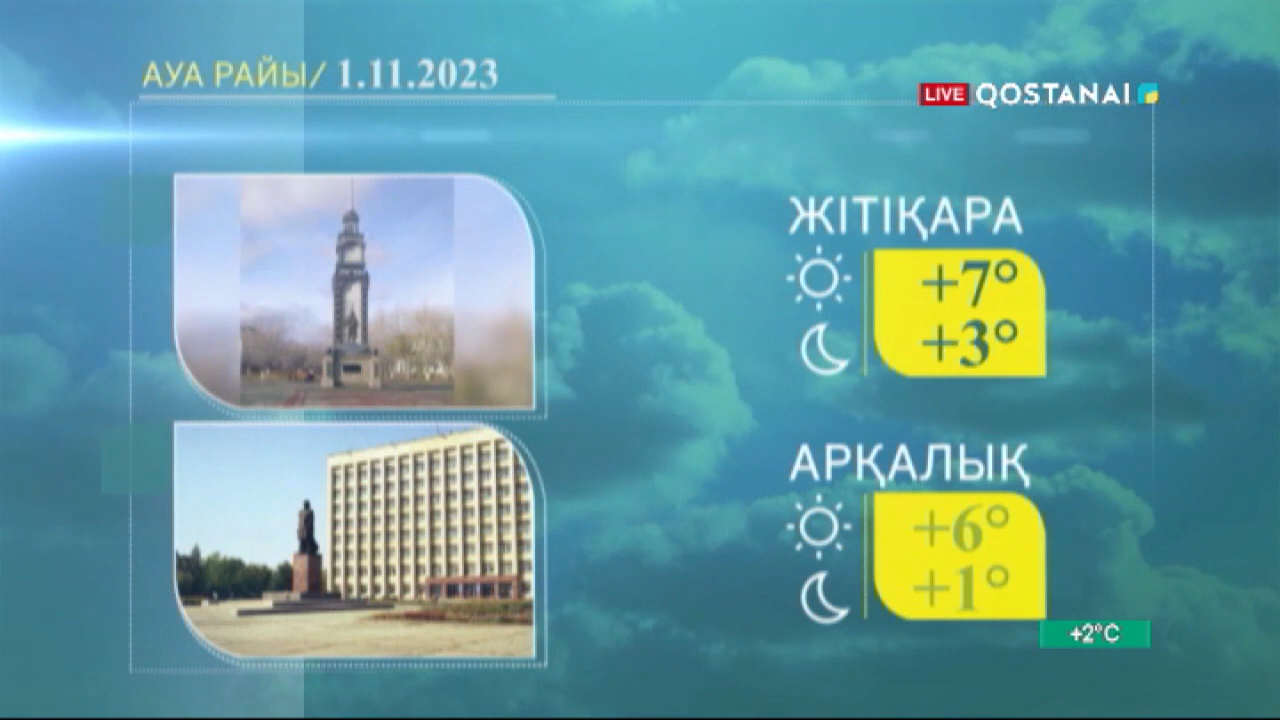 АУА РАЙЫ/ 1.11.2023
LIVE QOSTANAI
ЖІТІҚАРА
+7°
+3°
АРҚАЛЫҚ
+6°
+1°
+2°C